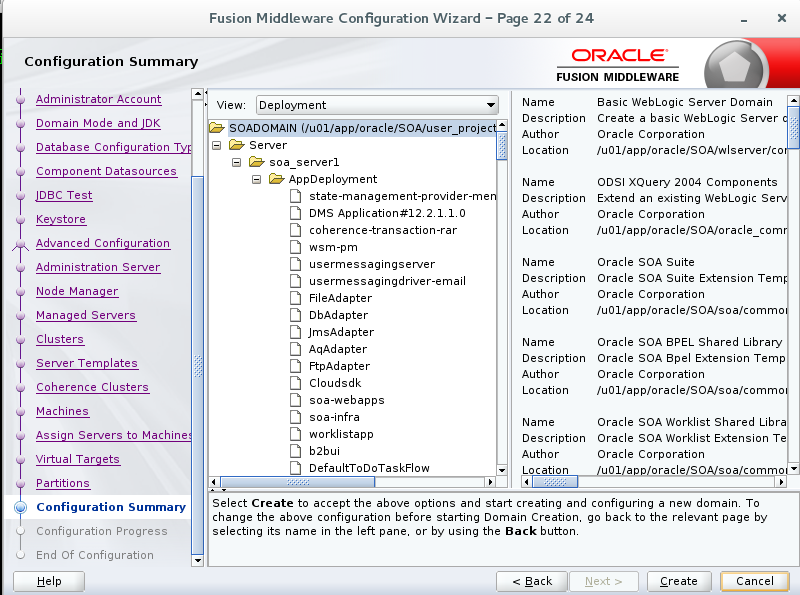 Fusion Middleware Configuration Wizard – Page 22 of 24
Configuration Summary
ORACLE
FUSION MIDDLEWARE
Administrator Account
Domain Mode and JDK
Database Configuration Typ
Component Datasources
JDBC Test
Keystore
Advanced Configuration
Administration Server
Node Manager
Managed Servers
Clusters
Server Templates
Coherence Clusters
Machines
Assign Servers to Machines
Virtual Targets
Partitions
Configuration Summary
Configuration Progress
End Of Configuration
View: Deployment
SOADOMAIN (/u01/app/oracle/SOA/user_project
Server
soa_server1
AppDeployment
state-management-provider-mem
DMS Application#12.2.1.1.0
coherence-transaction-rar
wsm-pm
usermessagingserver
usermessagingdriver-email
FileAdapter
DbAdapter
JmsAdapter
AqAdapter
FtpAdapter
Cloudsdk
soa-webapps
soa-infra
worklistapp
b2bui
DefaultToDoTaskFlow
Name Basic WebLogic Server Domain
Description Create a basic WebLogic Server d
Author Oracle Corporation
Location /u01/app/oracle/SOA/wlserver/co
Name ODSI XQuery 2004 Components
Description Extend an existing WebLogic Serv
Author Oracle Corporation
Location /u01/app/oracle/SOA/oracle_com
Name Oracle SOA Suite
Description Oracle SOA Suite Extension Temp
Author Oracle Corporation
Location /u01/app/oracle/SOA/soa/commo
Name Oracle SOA BPEL Shared Library
Description Oracle SOA Bpel Extension Temp
Author Oracle Corporation
Location /u01/app/oracle/SOA/soa/commo
Name Oracle SOA Worklist Shared Libra
Description Oracle SOA Worklist Extension Te
Author Oracle Corporation
Location /u01/app/oracle/SOA/soa/commo
Select Create to accept the above options and start creating and configuring a new domain. To
change the above configuration before starting Domain Creation, go back to the relevant page by
selecting its name in the left pane, or by using the Back button.
Help
< Back
Next >
Create
Cancel